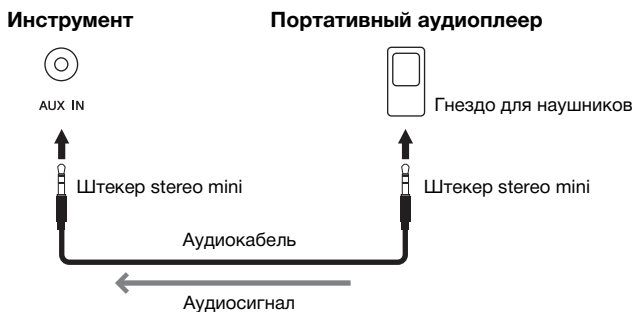 Инструмент
Портативный аудиоплеер
AUX IN
Гнездо для наушников
Штекер stereo mini
Штекер stereo mini
Аудиокабель
Аудиосигнал